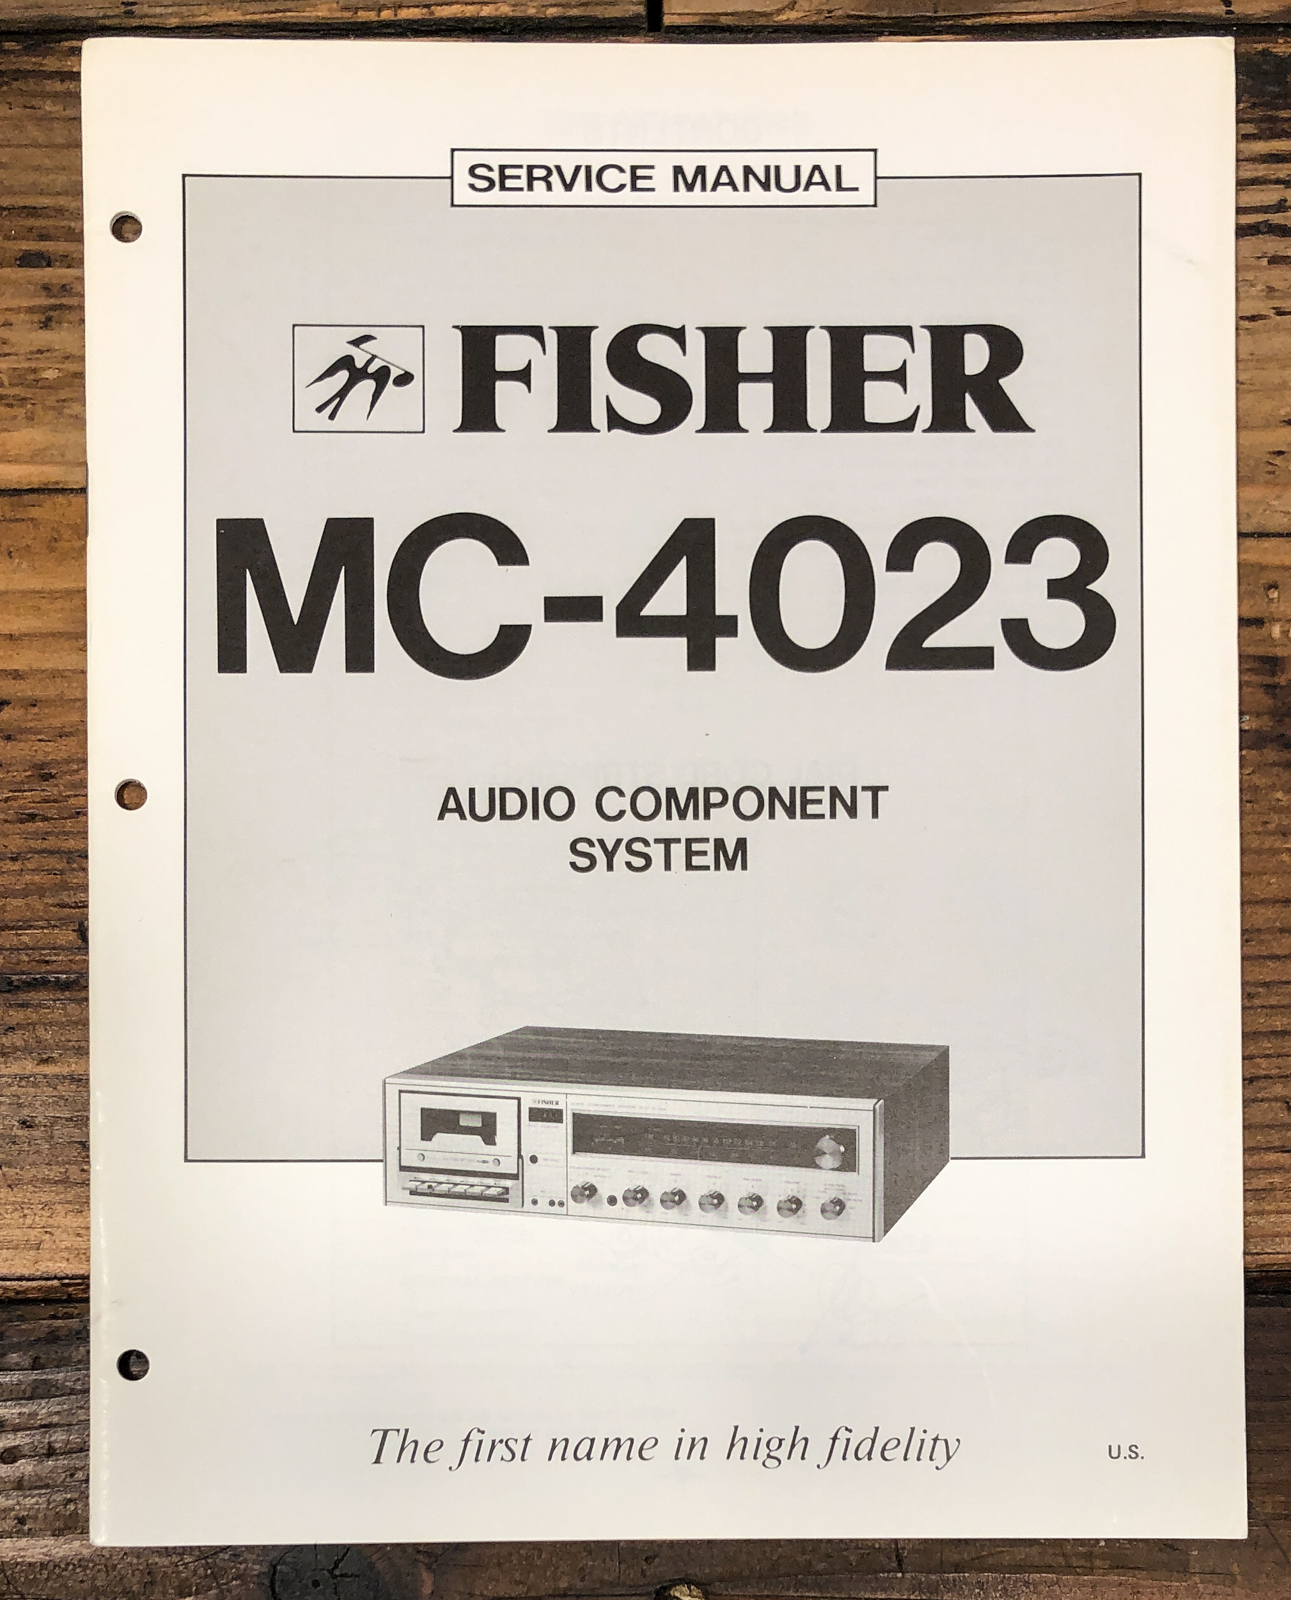 SERVICE MANUAL
FISHER
MC-4023
AUDIO COMPONENT
SYSTEM
FISHER
The first name in high fidelity
U.S.